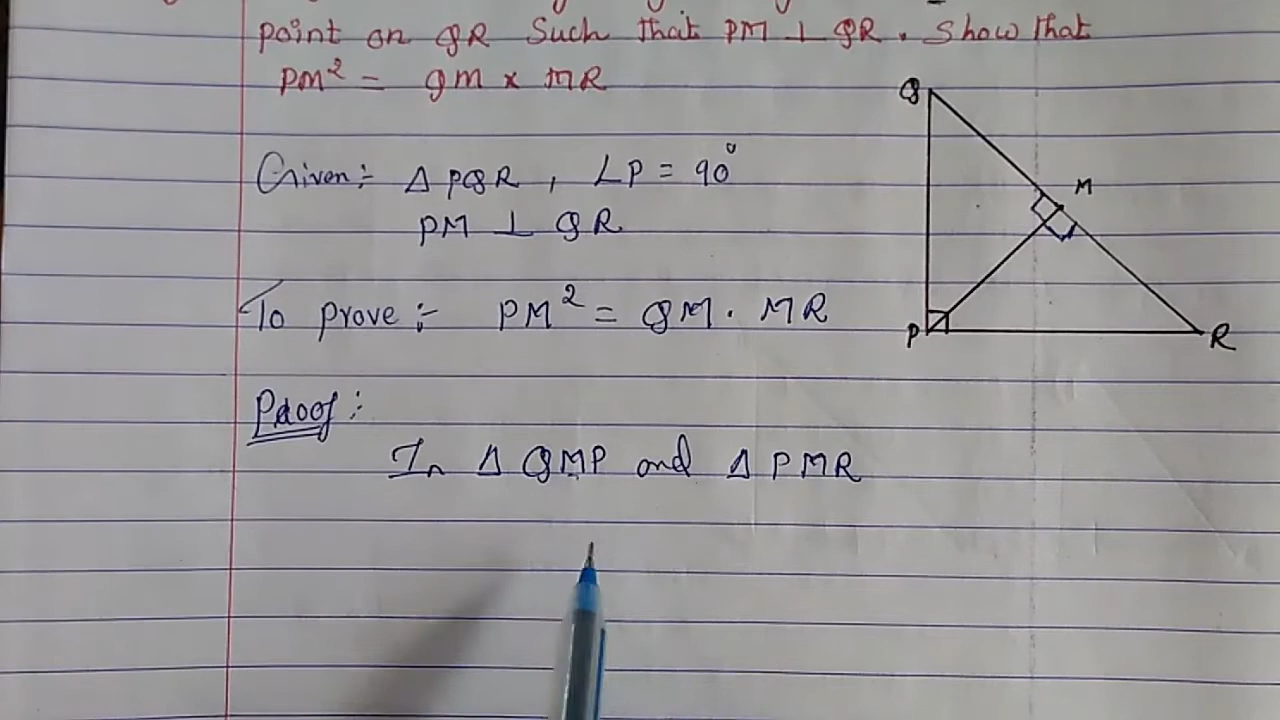 point on QR Such that PM ⊥ QR. Show that
PM² = QM × MR
Q
M
Given :- Δ PQR, ∠P = 90°
PM ⊥ QR
To prove :- PM² = QM . MR
P
R
Proof :
In Δ QMP and Δ PMR